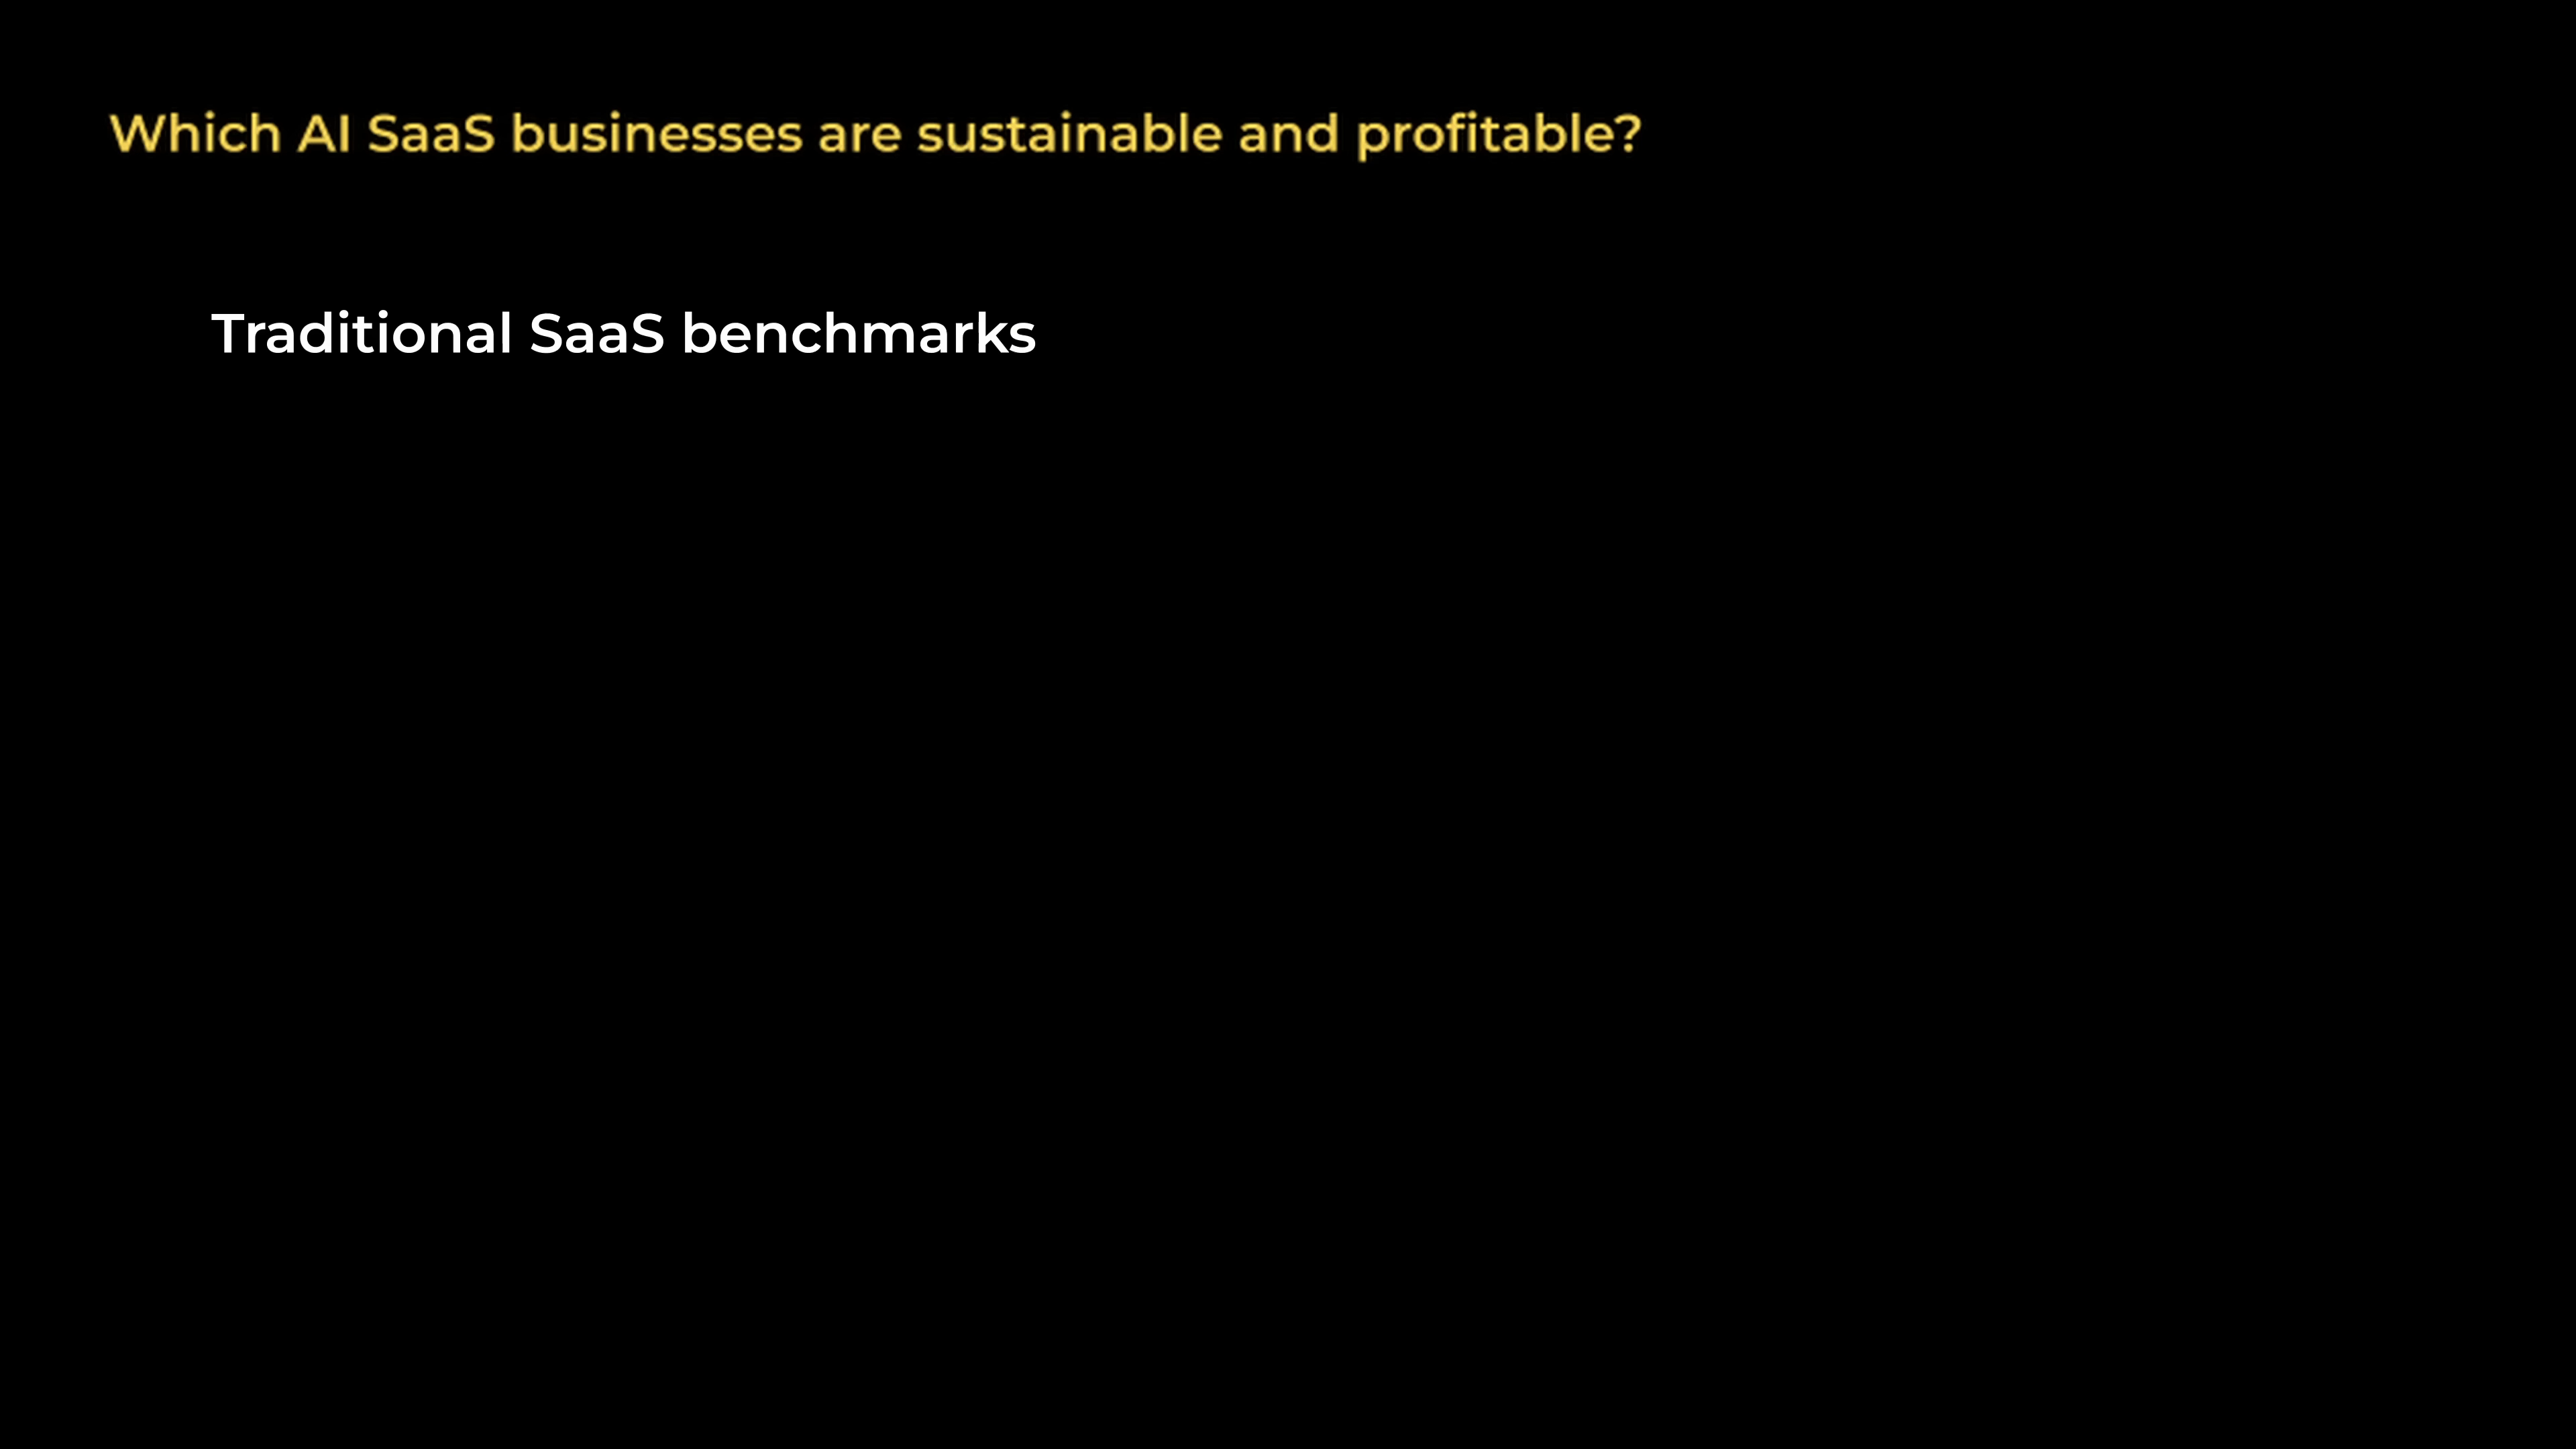 Which AI SaaS businesses are sustainable and profitable?
Traditional SaaS benchmarks